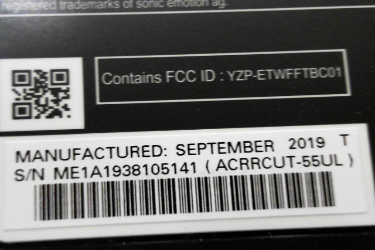 registered trademarks of sonic emotion ag.
Contains FCC ID : YZP-ETWFFTBC01
MANUFACTURED: SEPTEMBER 2019 T
S/N ME1A1938105141 ( ACRRCUT-55UL )